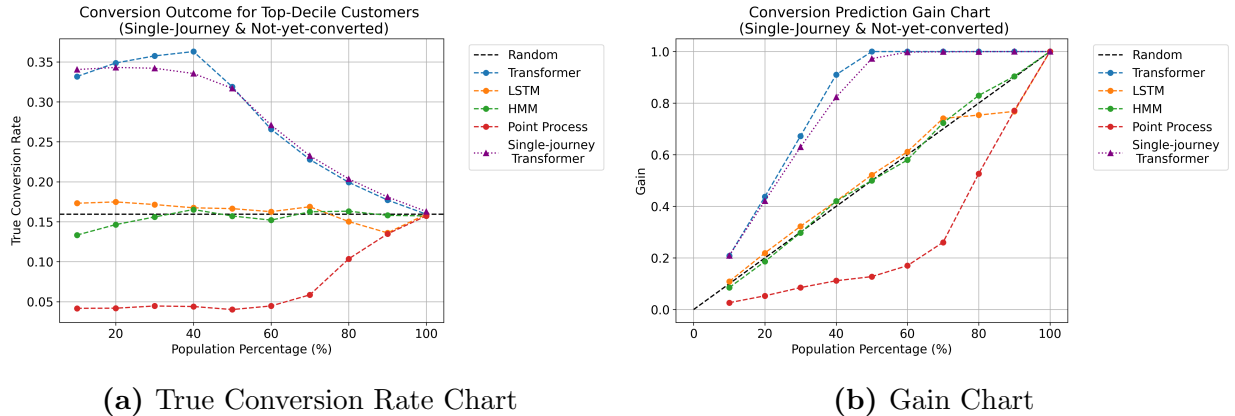 Conversion Outcome for Top-Decile Customers
(Single-Journey & Not-yet-converted)
True Conversion Rate
0.35
0.30
0.25
0.20
0.15
0.10
0.05
20
40
60
80
100
Population Percentage (%)
Random
Transformer
LSTM
HMM
Point Process
Single-journey
Transformer
(a) True Conversion Rate Chart
Conversion Prediction Gain Chart
(Single-Journey & Not-yet-converted)
Gain
1.0
0.8
0.6
0.4
0.2
0.0
0
20
40
60
80
100
Population Percentage (%)
Random
Transformer
LSTM
HMM
Point Process
Single-journey
Transformer
(b) Gain Chart